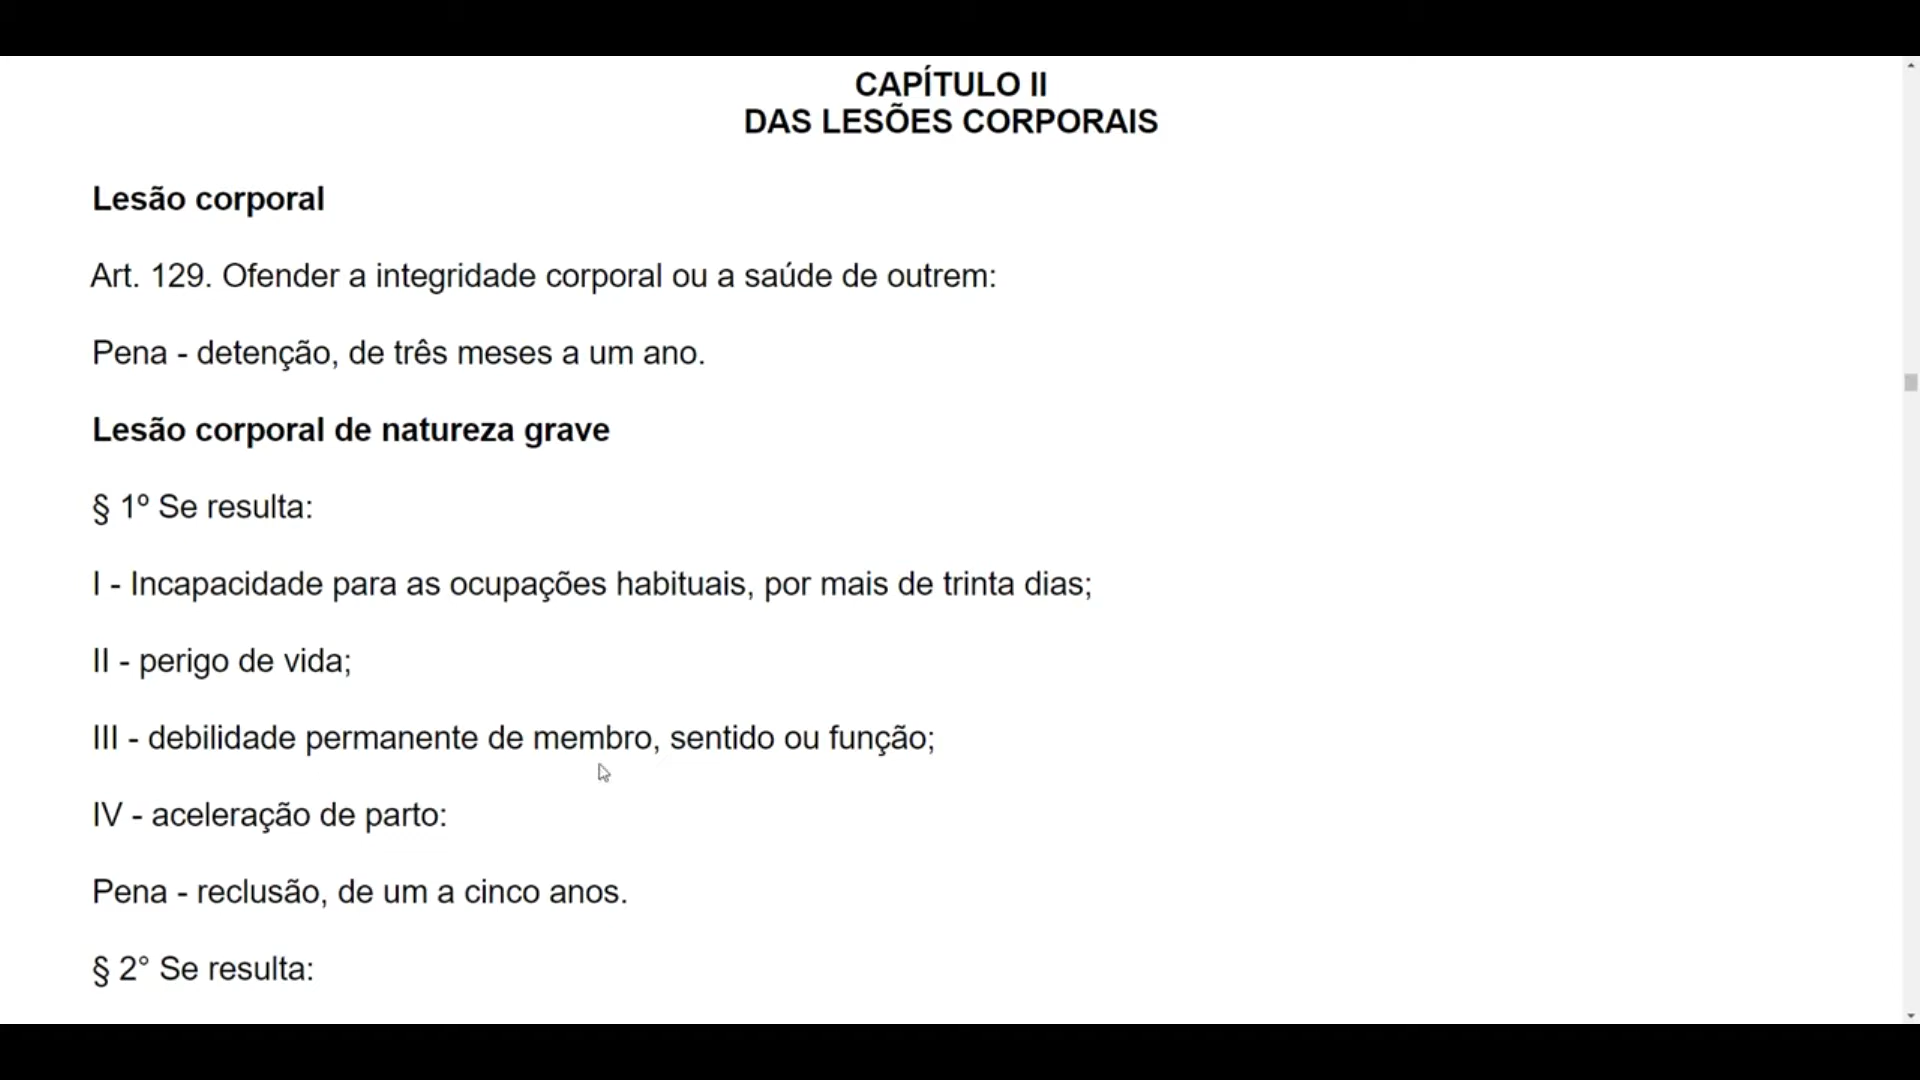 CAPÍTULO II
DAS LESÕES CORPORAIS
Lesão corporal
Art. 129. Ofender a integridade corporal ou a saúde de outrem:
Pena - detenção, de três meses a um ano.
Lesão corporal de natureza grave
§ 1º Se resulta:
I - Incapacidade para as ocupações habituais, por mais de trinta dias;
II - perigo de vida;
III - debilidade permanente de membro, sentido ou função;
IV - aceleração de parto:
Pena - reclusão, de um a cinco anos.
§ 2° Se resulta: